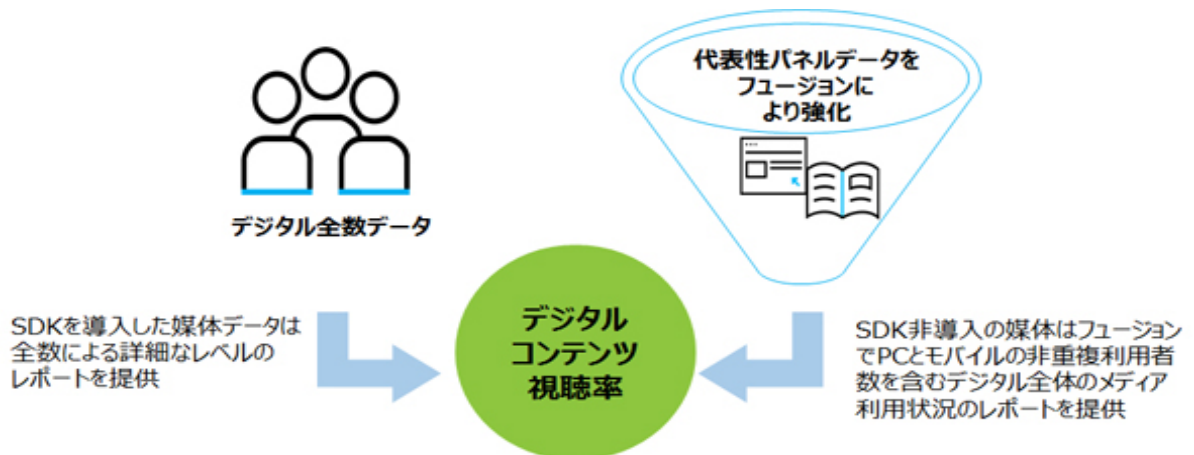 代表性パネルデータを
フュージョンに
より強化
デジタル全数データ
デジタル
コンテンツ
視聴率
SDKを導入した媒体データは
全数による詳細なレベルの
レポートを提供
SDK非導入の媒体はフュージョン
でPCとモバイルの非重複利用者
数を含むデジタル全体のメディア
利用状況のレポートを提供